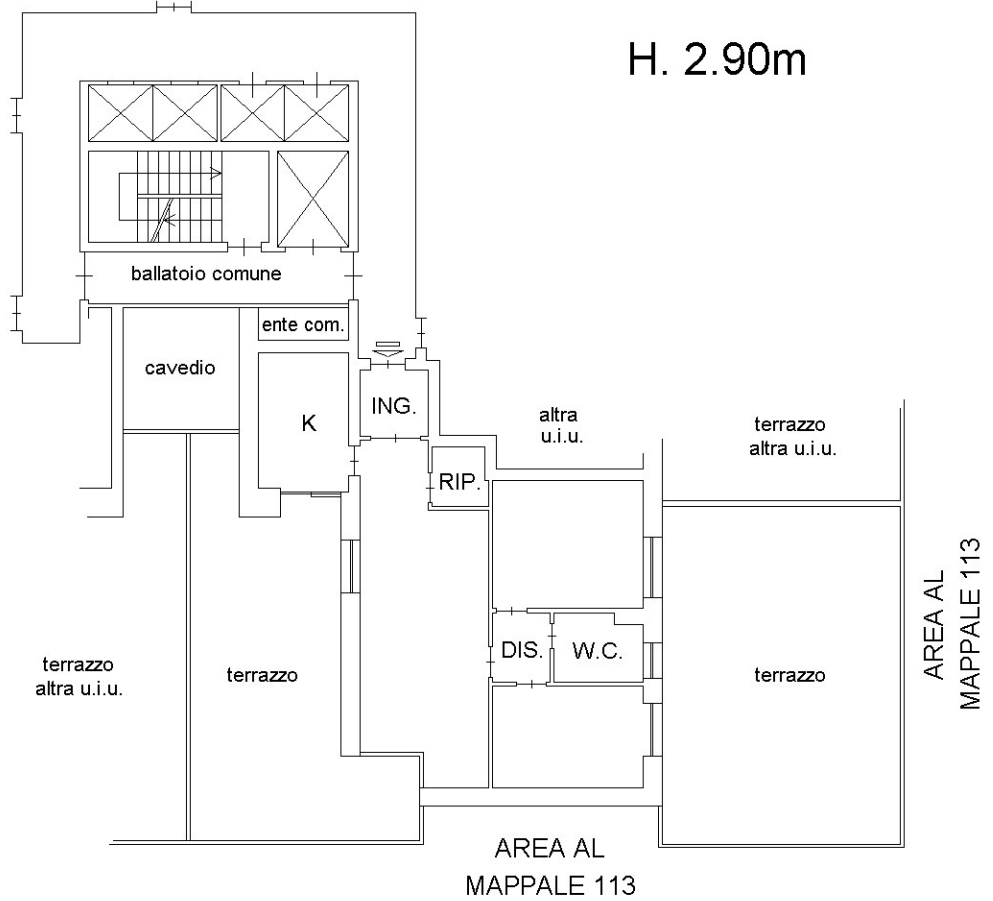 H. 2.90m
ballatoio comune
ente com.
cavedio
K
ING.
RIP.
altra
u.i.u.
terrazzo
altra u.i.u.
DIS.
W.C.
terrazzo
altra u.i.u.
terrazzo
terrazzo
AREA AL
MAPPALE 113
AREA AL
MAPPALE 113